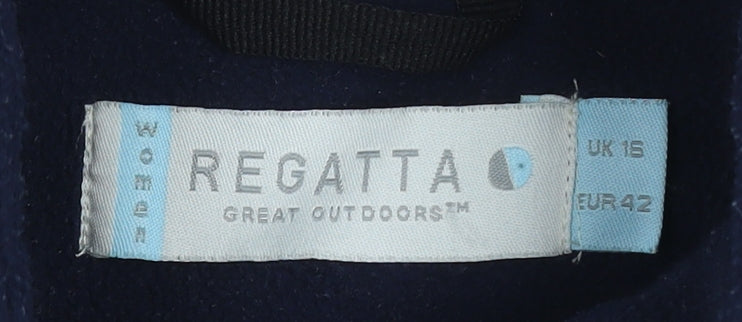 Women
REGATTA
GREAT OUTDOORS™
UK 16
EUR 42